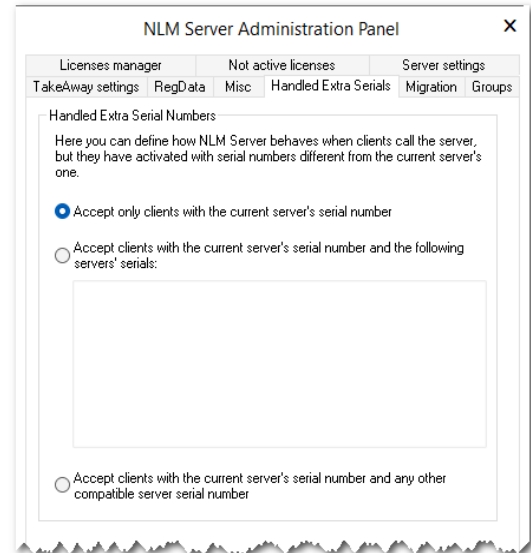 NLM Server Administration Panel X
Licenses manager Not active licenses Server settings
TakeAway settings RegData Misc Handled Extra Serials Migration Groups
Handled Extra Serial Numbers
Here you can define how NLM Server behaves when clients call the server,
but they have activated with serial numbers different from the current server's
one.
Accept only clients with the current server's serial number
Accept clients with the current server's serial number and the following
servers' serials:
Accept clients with the current server's serial number and any other
compatible server serial number